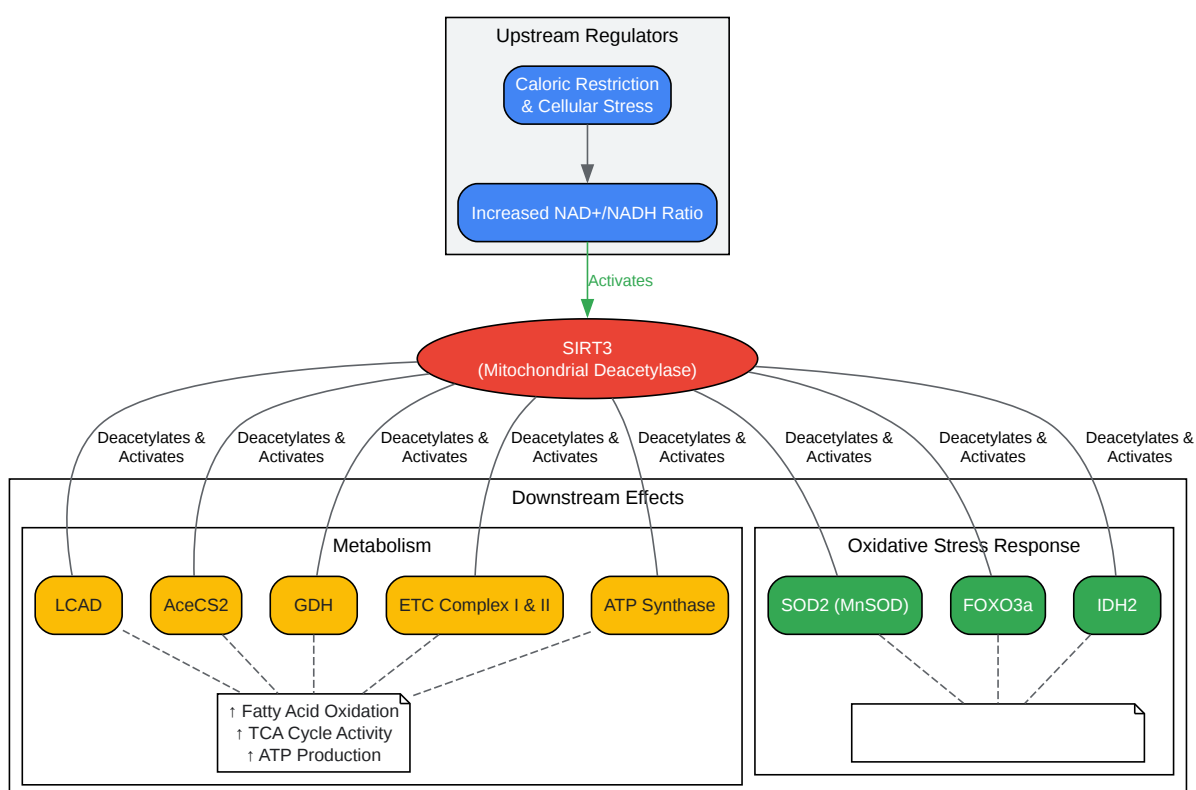 Upstream Regulators
Caloric Restriction
& Cellular Stress
Increased NAD+/NADH Ratio
Activates
SIRT3
(Mitochondrial Deacetylase)
Deacetylates &
Activates
Deacetylates &
Activates
Deacetylates &
Activates
Deacetylates &
Activates
Deacetylates &
Activates
Deacetylates &
Activates
Deacetylates &
Activates
Deacetylates &
Activates
Downstream Effects
Metabolism
Oxidative Stress Response
LCAD
AceCS2
GDH
ETC Complex I & II
ATP Synthase
SOD2 (MnSOD)
FOXO3a
IDH2
↑ Fatty Acid Oxidation
↑ TCA Cycle Activity
↑ ATP Production